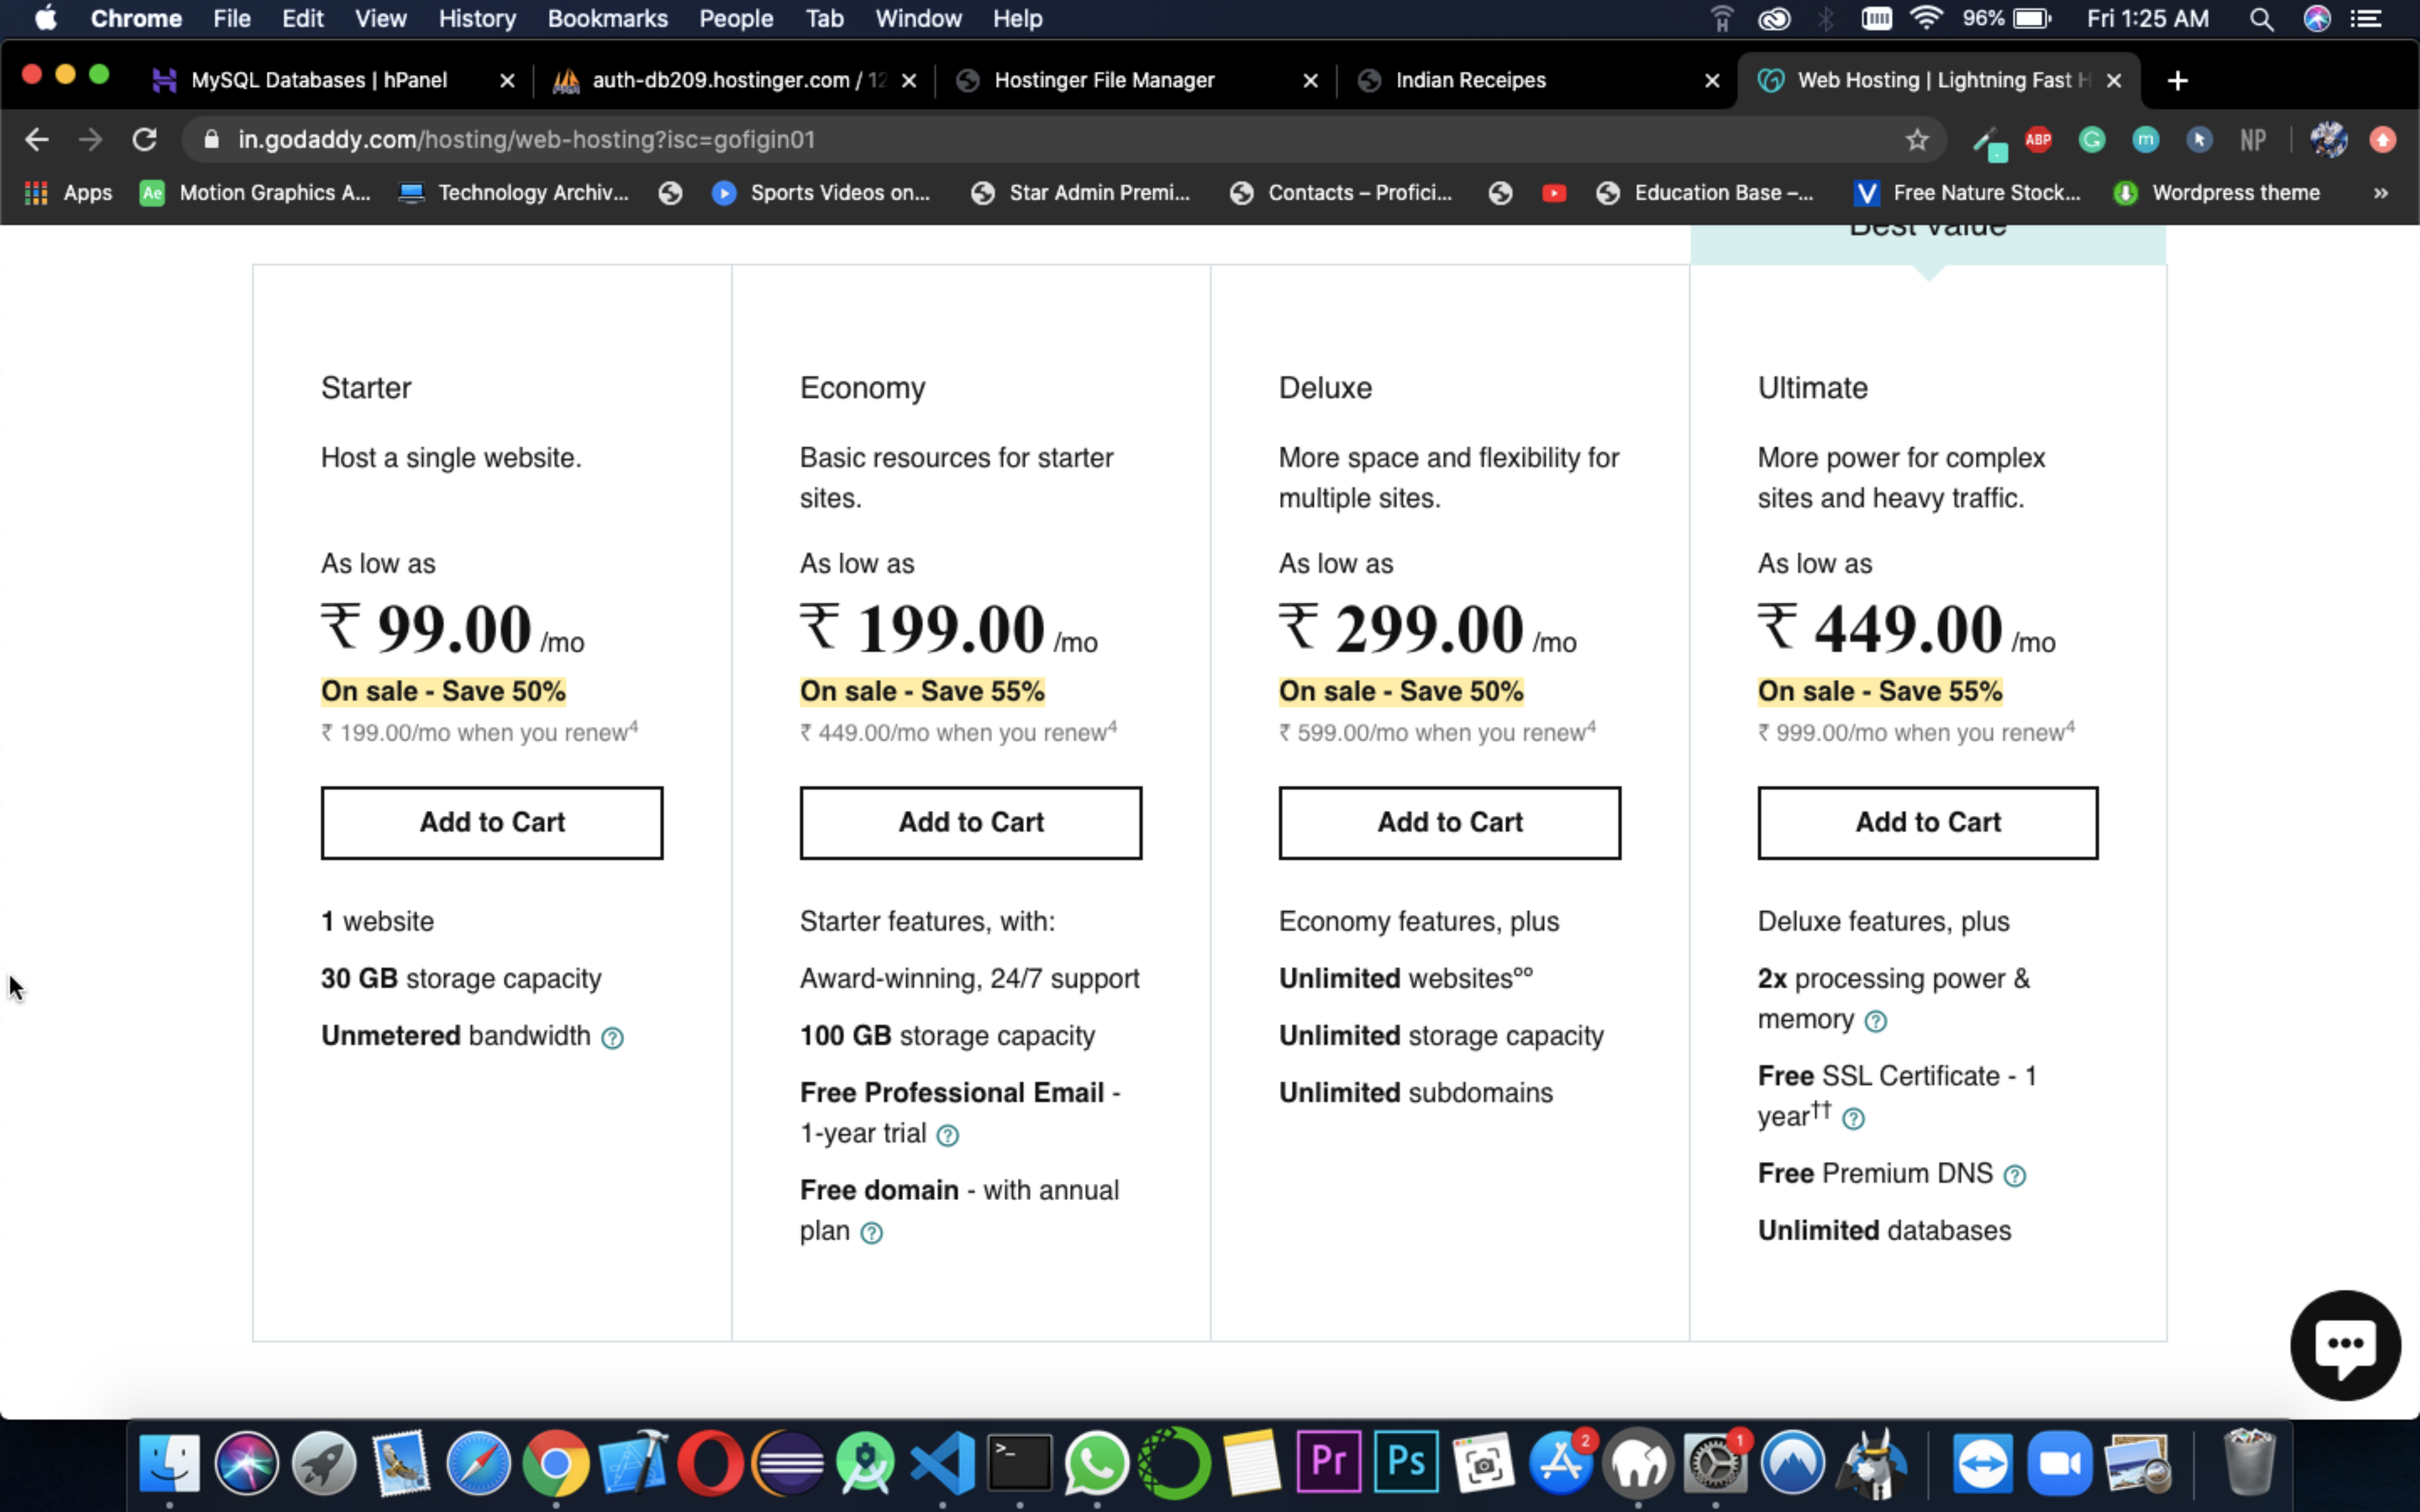 Chrome File Edit View History Bookmarks People Tab Window Help 96% Fri 1:25 AM
MySQL Databases | hPanel auth-db209.hostinger.com / 12 Hostinger File Manager Indian Receipes Web Hosting | Lightning Fast H
in.godaddy.com/hosting/web-hosting?isc=gofigin01 ABP G m NP
Apps Ae Motion Graphics A... Technology Archiv... Sports Videos on... Star Admin Premi... Contacts – Profici... Education Base –... V Free Nature Stock... Wordpress theme »
Best Value
Starter
Host a single website.
As low as
₹ 99.00 /mo
On sale - Save 50%
₹ 199.00/mo when you renew4
Add to Cart
1 website
30 GB storage capacity
Unmetered bandwidth ?
Economy
Basic resources for starter
sites.
As low as
₹ 199.00 /mo
On sale - Save 55%
₹ 449.00/mo when you renew4
Add to Cart
Starter features, with:
Award-winning, 24/7 support
100 GB storage capacity
Free Professional Email -
1-year trial ?
Free domain - with annual
plan ?
Deluxe
More space and flexibility for
multiple sites.
As low as
₹ 299.00 /mo
On sale - Save 50%
₹ 599.00/mo when you renew4
Add to Cart
Economy features, plus
Unlimited websites°°
Unlimited storage capacity
Unlimited subdomains
Ultimate
More power for complex
sites and heavy traffic.
As low as
₹ 449.00 /mo
On sale - Save 55%
₹ 999.00/mo when you renew4
Add to Cart
Deluxe features, plus
2x processing power &
memory ?
Free SSL Certificate - 1
year†† ?
Free Premium DNS ?
Unlimited databases
>_ Pr Ps 2 1